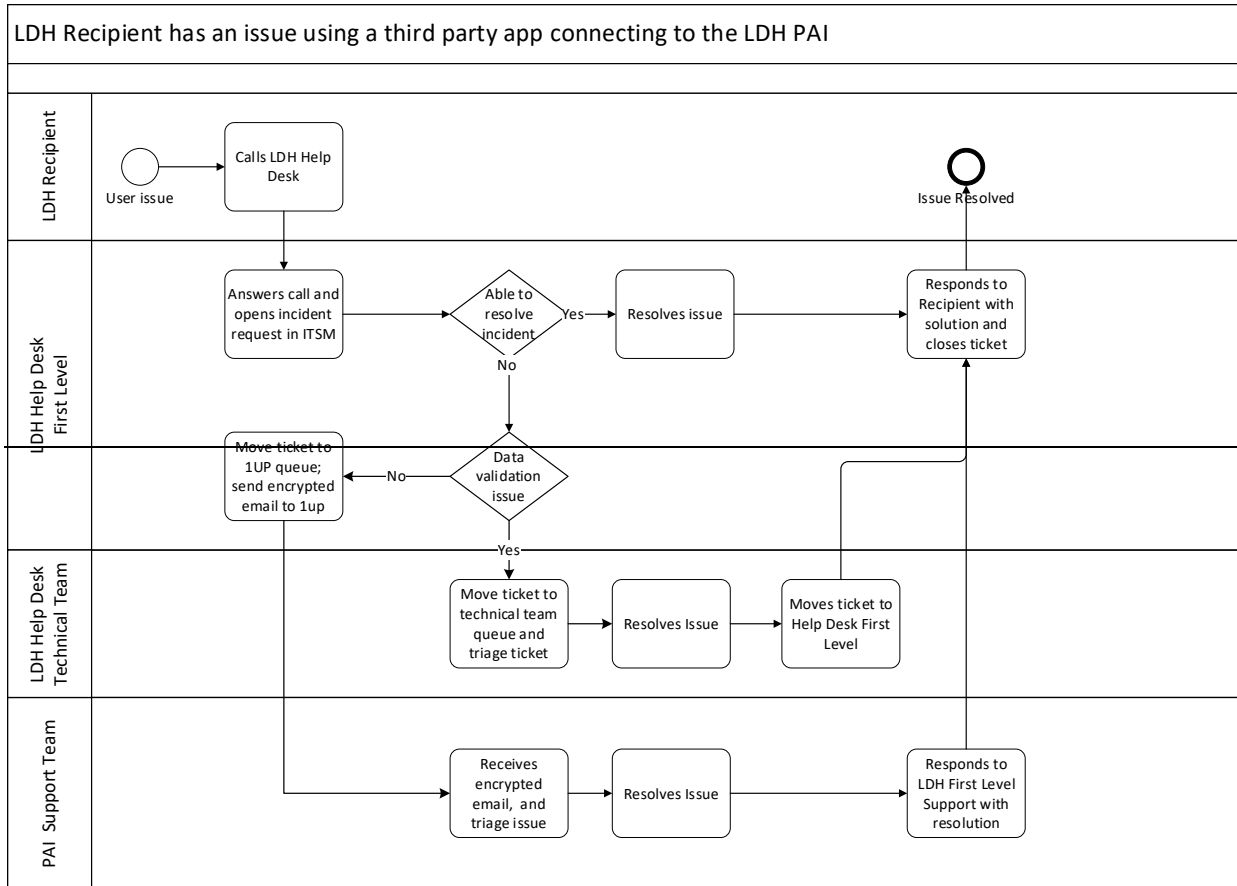 LDH Recipient has an issue using a third party app connecting to the LDH PAI
LDH Recipient
User issue
Calls LDH Help
Desk
Issue Resolved
LDH Help Desk
First Level
Answers call and
opens incident
request in ITSM
Able to
resolve
incident
Yes
Resolves issue
Responds to
Recipient with
solution and
closes ticket
No
Move ticket to
1UP queue;
send encrypted
email to 1up
No
Data
validation
issue
Yes
LDH Help Desk
Technical Team
Move ticket to
technical team
queue and
triage ticket
Resolves Issue
Moves ticket to
Help Desk First
Level
PAI Support Team
Receives
encrypted
email, and
triage issue
Resolves Issue
Responds to
LDH First Level
Support with
resolution